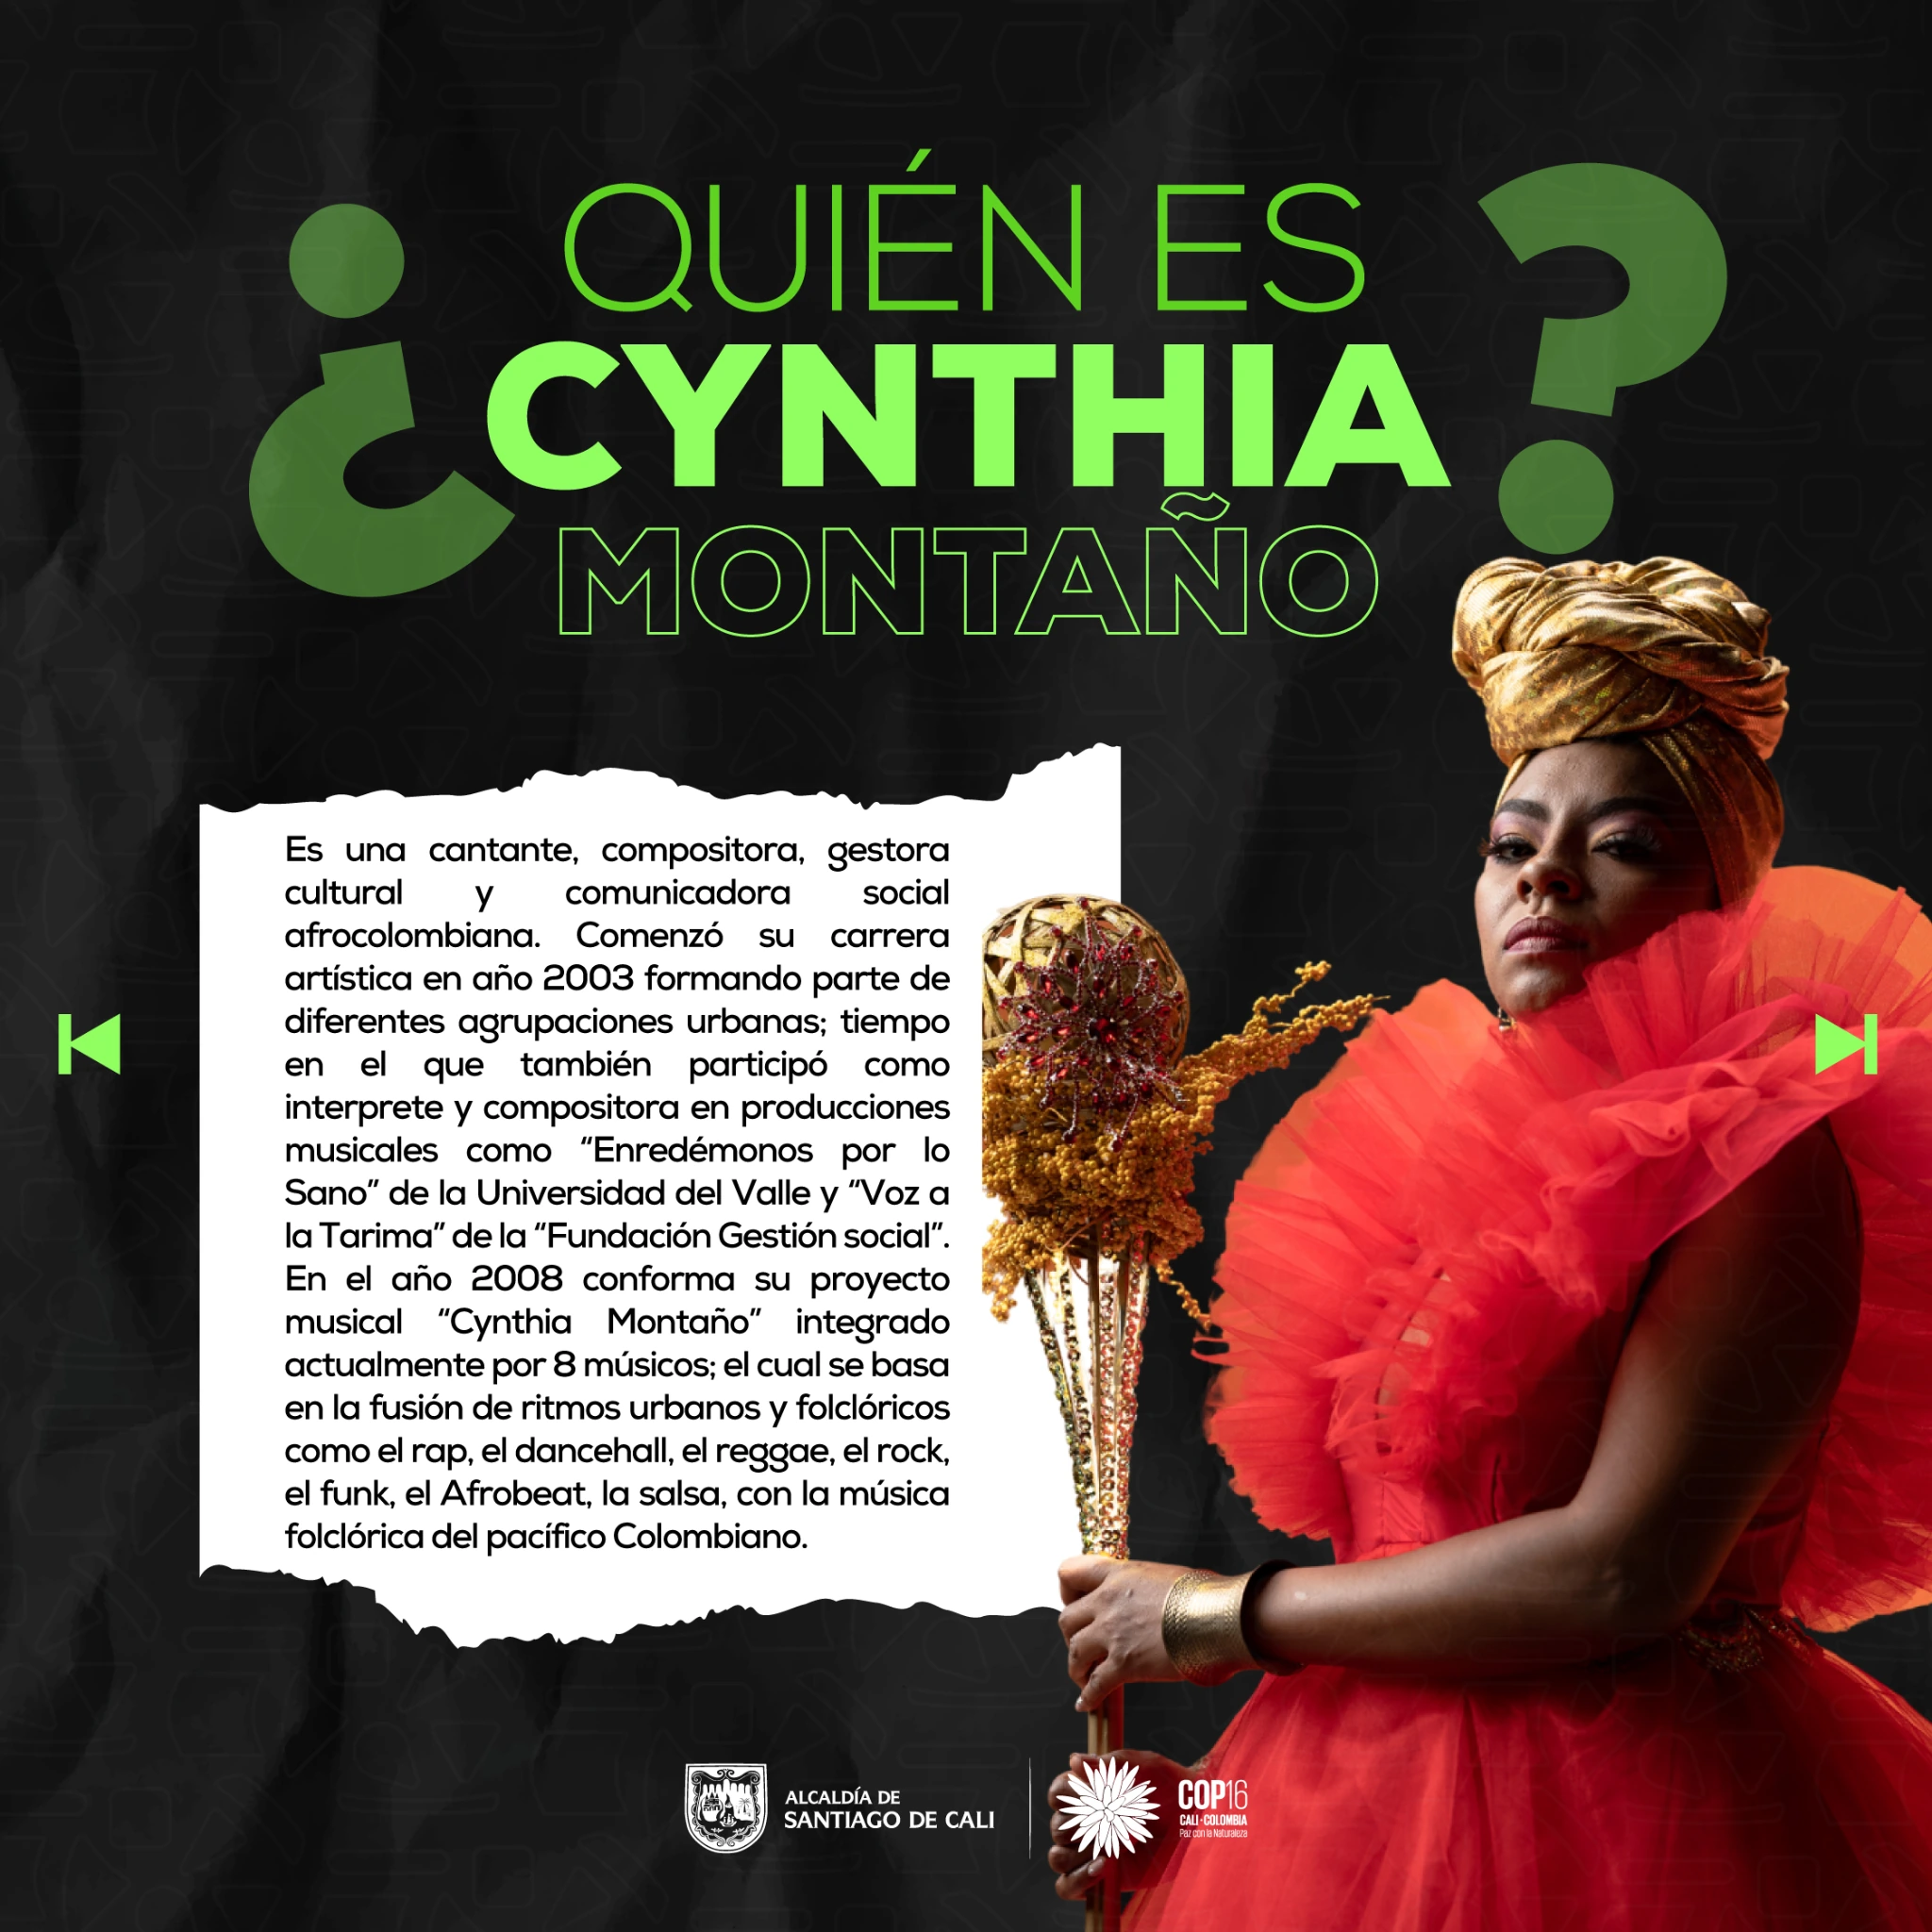 ¿QUIÉN ES
CYNTHIA
MONTAÑO?
Es una cantante, compositora, gestora
cultural y comunicadora social
afrocolombiana. Comenzó su carrera
artística en año 2003 formando parte de
diferentes agrupaciones urbanas; tiempo
en el que también participó como
interprete y compositora en producciones
musicales como “Enredémonos por lo
Sano” de la Universidad del Valle y “Voz a
la Tarima” de la “Fundación Gestión social”.
En el año 2008 conforma su proyecto
musical “Cynthia Montaño” integrado
actualmente por 8 músicos; el cual se basa
en la fusión de ritmos urbanos y folclóricos
como el rap, el dancehall, el reggae, el rock,
el funk, el Afrobeat, la salsa, con la música
folclórica del pacífico Colombiano.
ALCALDÍA DE
SANTIAGO DE CALI
COP16
CALI · COLOMBIA
Paz con la Naturaleza